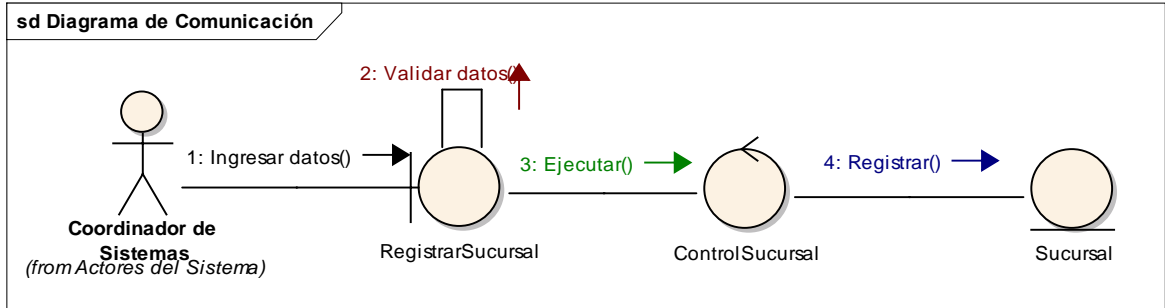 sd Diagrama de Comunicación
2: Validar datos()
1: Ingresar datos()
3: Ejecutar()
4: Registrar()
Coordinador de
Sistemas
(from Actores del Sistema)
RegistrarSucursal
ControlSucursal
Sucursal